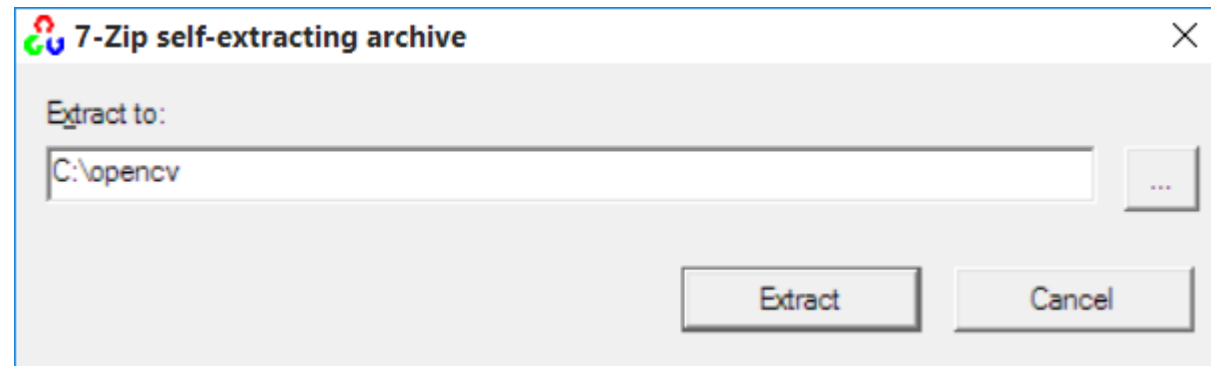 7-Zip self-extracting archive
Extract to:
C:\opencv
...
Extract Cancel